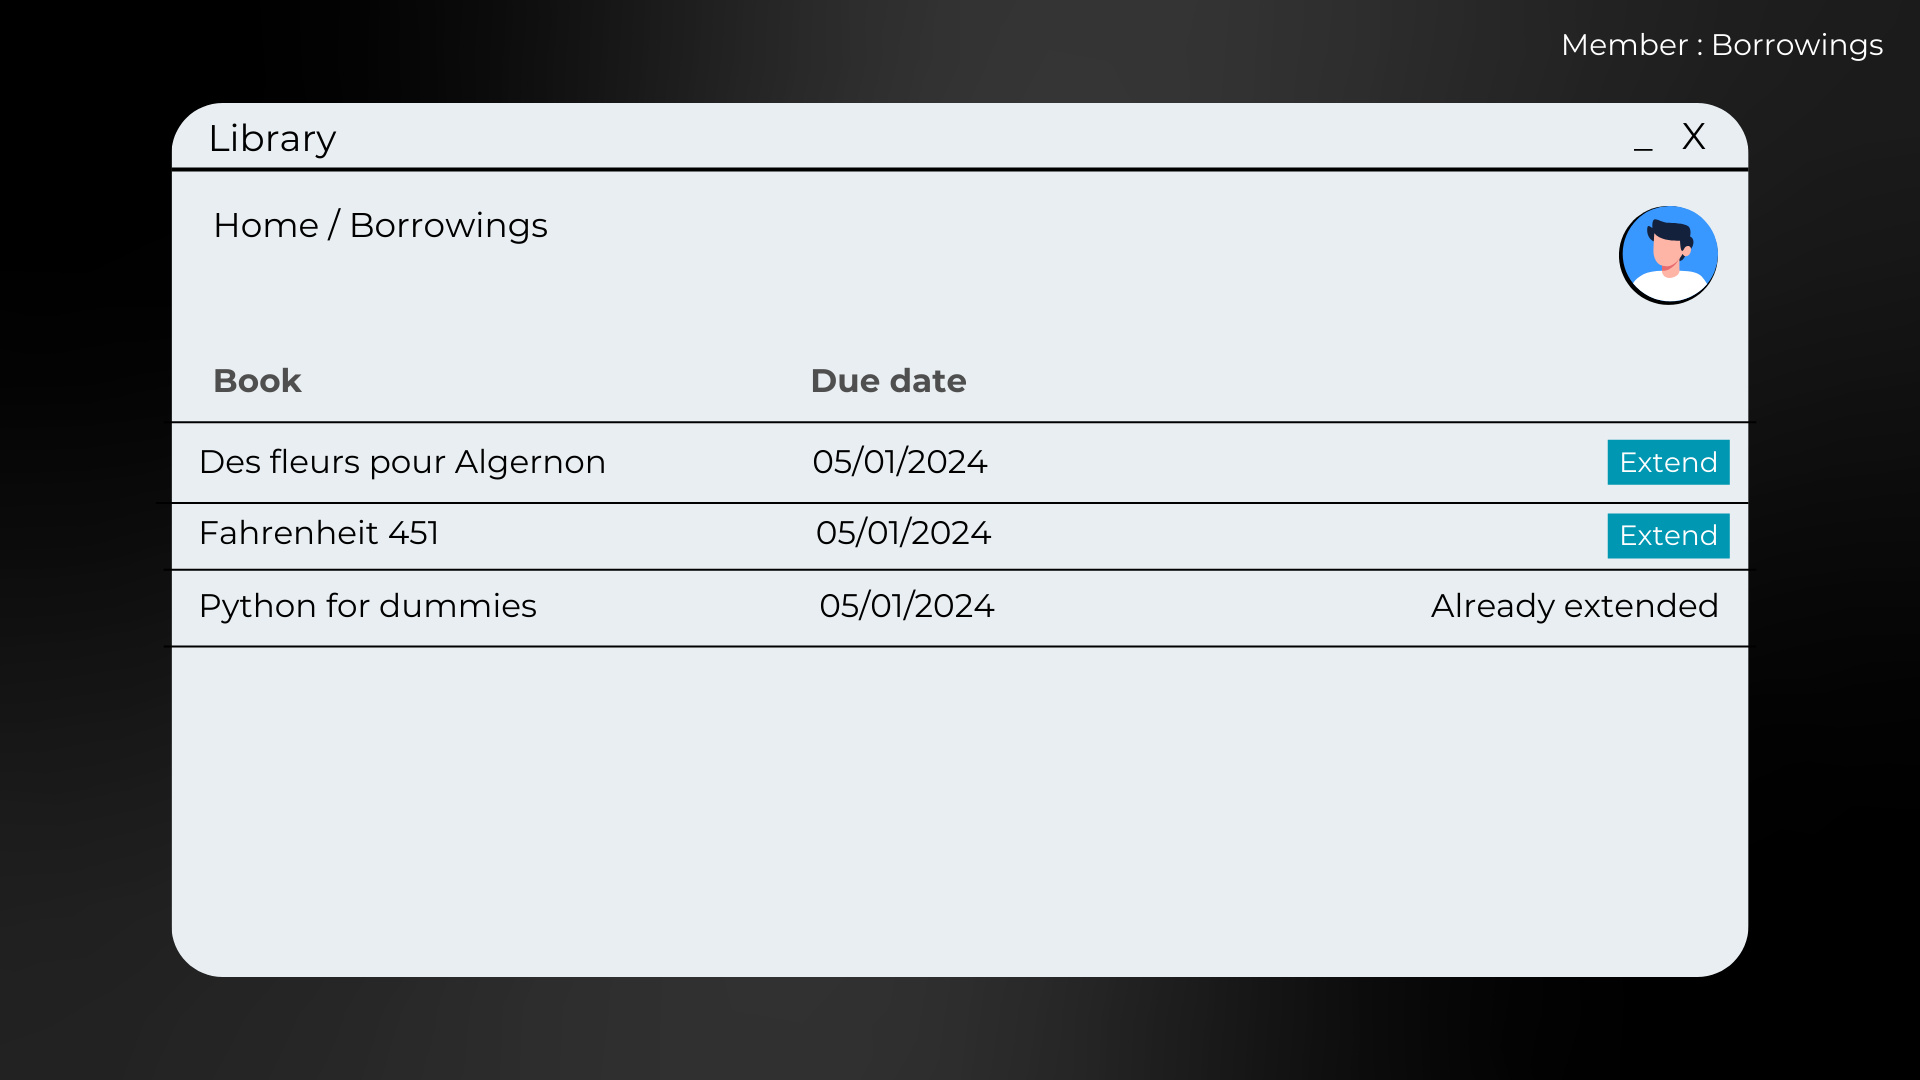 Member : Borrowings
Library _ X
Home / Borrowings
Book Due date
Des fleurs pour Algernon 05/01/2024 Extend
Fahrenheit 451 05/01/2024 Extend
Python for dummies 05/01/2024 Already extended